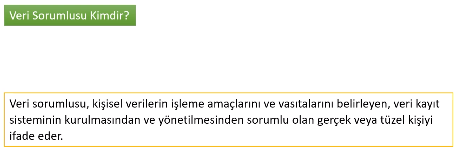 Veri Sorumlusu Kimdir?
Veri sorumlusu, kişisel verilerin işleme amaçlarını ve vasıtalarını belirleyen, veri kayıt
sisteminin kurulmasından ve yönetilmesinden sorumlu olan gerçek veya tüzel kişiyi
ifade eder.